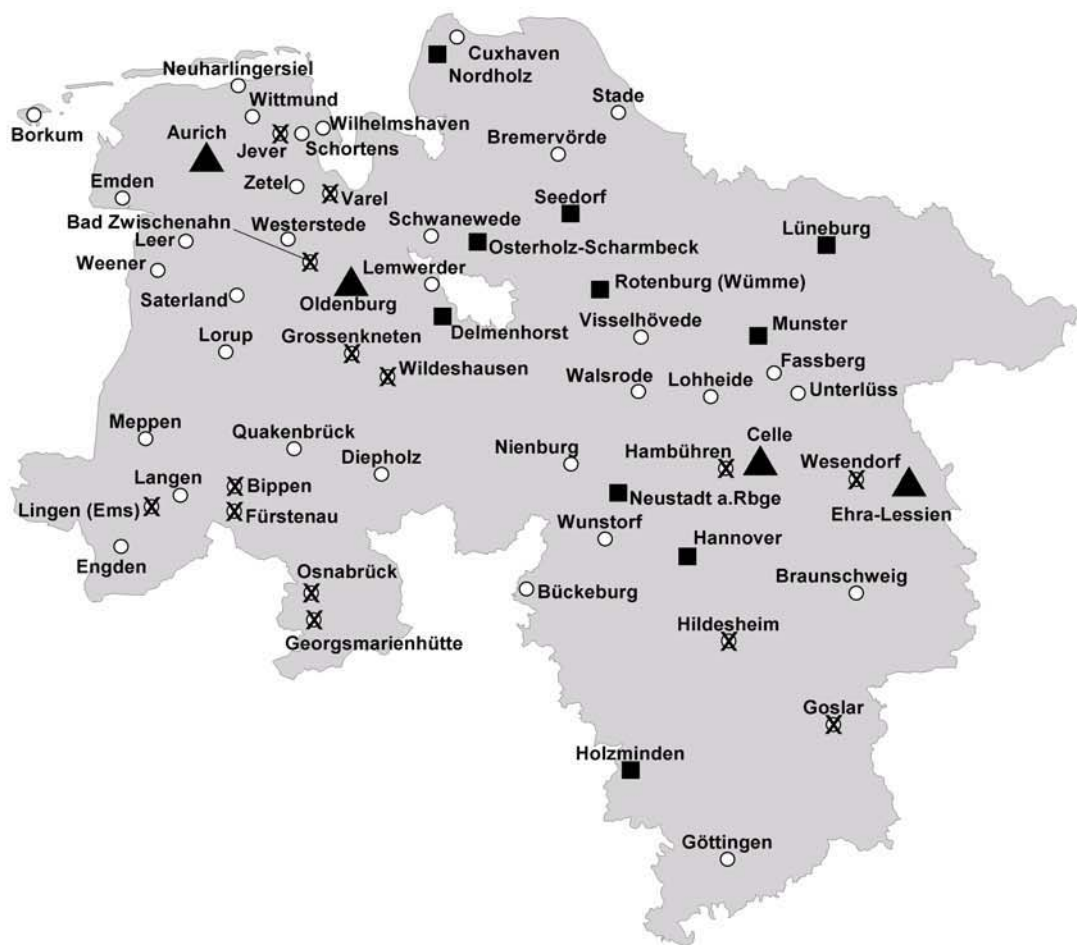 Cuxhaven
Nordholz
Neuharlingersiel
Stade
Wittmund
Borkum
Wilhelmshaven
Aurich
Bremervörde
Jever
Schortens
Emden
Zetel
Varel
Seedorf
Bad Zwischenahn
Westerstede
Schwanewede
Lüneburg
Leer
Osterholz-Scharmbeck
Weener
Lemwerder
Rotenburg (Wümme)
Saterland
Oldenburg
Visselhövede
Munster
Lorup
Grossenkneten
Delmenhorst
Fassberg
Wildeshausen
Walsrode
Lohheide
Unterlüss
Meppen
Quakenbrück
Celle
Nienburg
Hambühren
Diepholz
Wesendorf
Langen
Bippen
Lingen (Ems)
Neustadt a.Rbge
Fürstenau
Ehra-Lessien
Wunstorf
Hannover
Engden
Osnabrück
Braunschweig
Bückeburg
Hildesheim
Georgsmarienhütte
Goslar
Holzminden
Göttingen